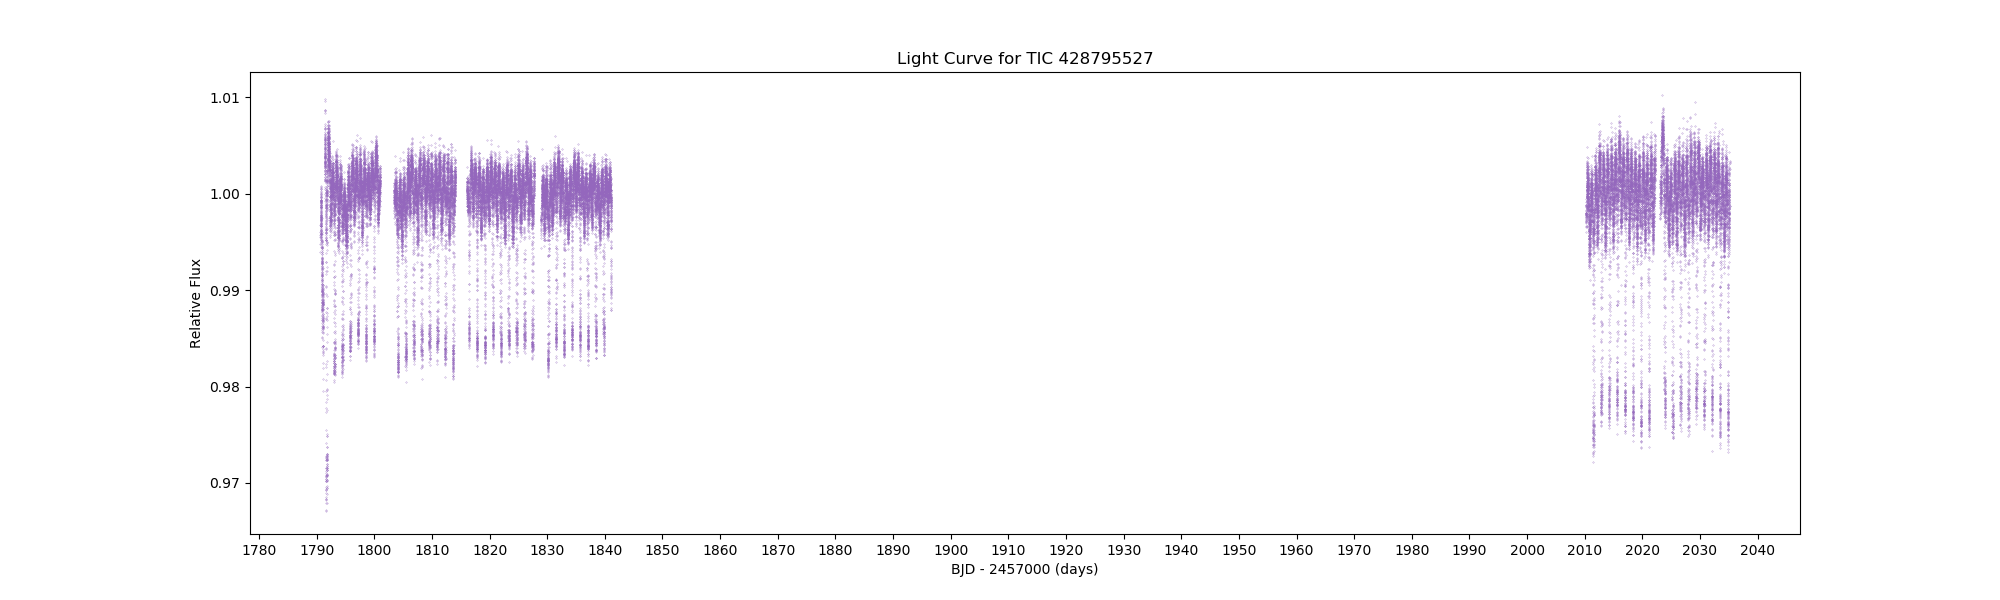 Light Curve for TIC 428795527
Relative Flux
1.01
1.00
0.99
0.98
0.97
1780 1790 1800 1810 1820 1830 1840 1850 1860 1870 1880 1890 1900 1910 1920 1930 1940 1950 1960 1970 1980 1990 2000 2010 2020 2030 2040
BJD - 2457000 (days)